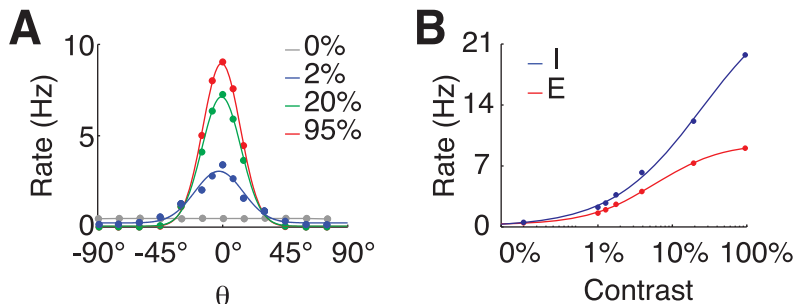 A
10
5
0
Rate (Hz)
0%
2%
20%
95%
-90° -45° 0° 45° 90°
θ
B
21
14
7
0
Rate (Hz)
I
E
0% 1% 10% 100%
Contrast